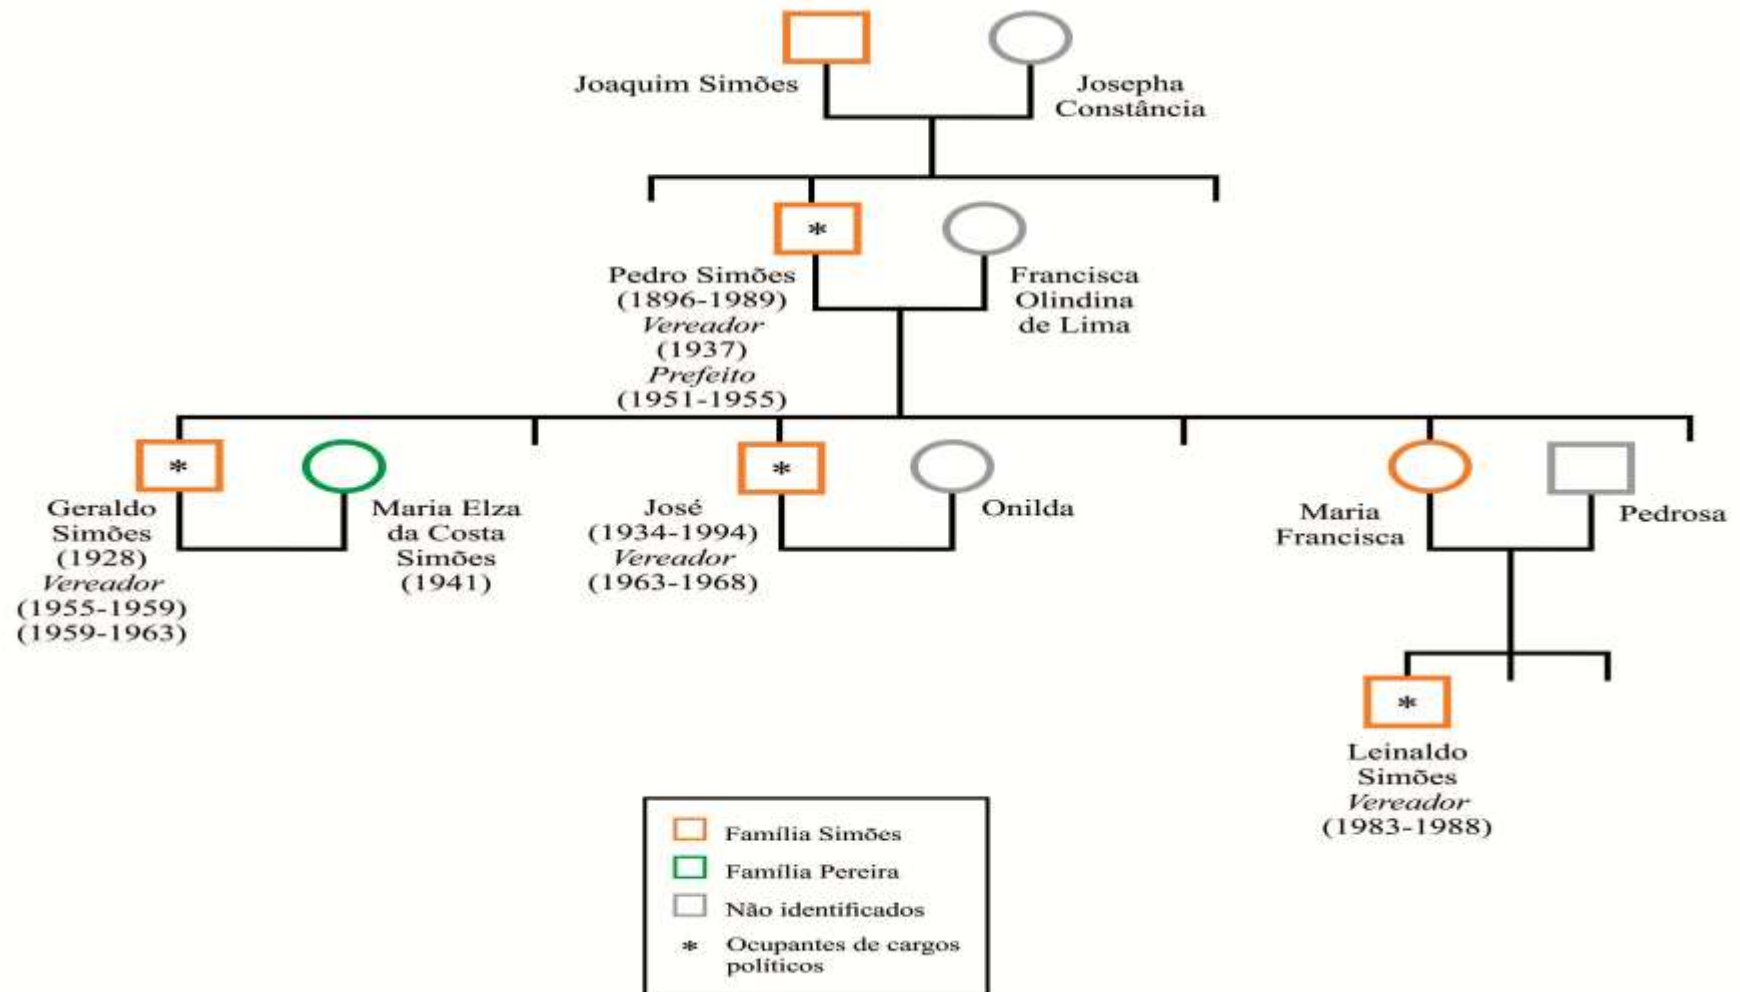 Joaquim Simões
Josepha
Constância
*
Pedro Simões
(1896-1989)
Vereador
(1937)
Prefeito
(1951-1955)
Francisca
Olindina
de Lima
*
Geraldo
Simões
(1928)
Vereador
(1955-1959)
(1959-1963)
Maria Elza
da Costa
Simões
(1941)
*
José
(1934-1994)
Vereador
(1963-1968)
Onilda
Maria
Francisca
Pedrosa
*
Leinaldo
Simões
Vereador
(1983-1988)
Família Simões
Família Pereira
Não identificados
* Ocupantes de cargos
políticos